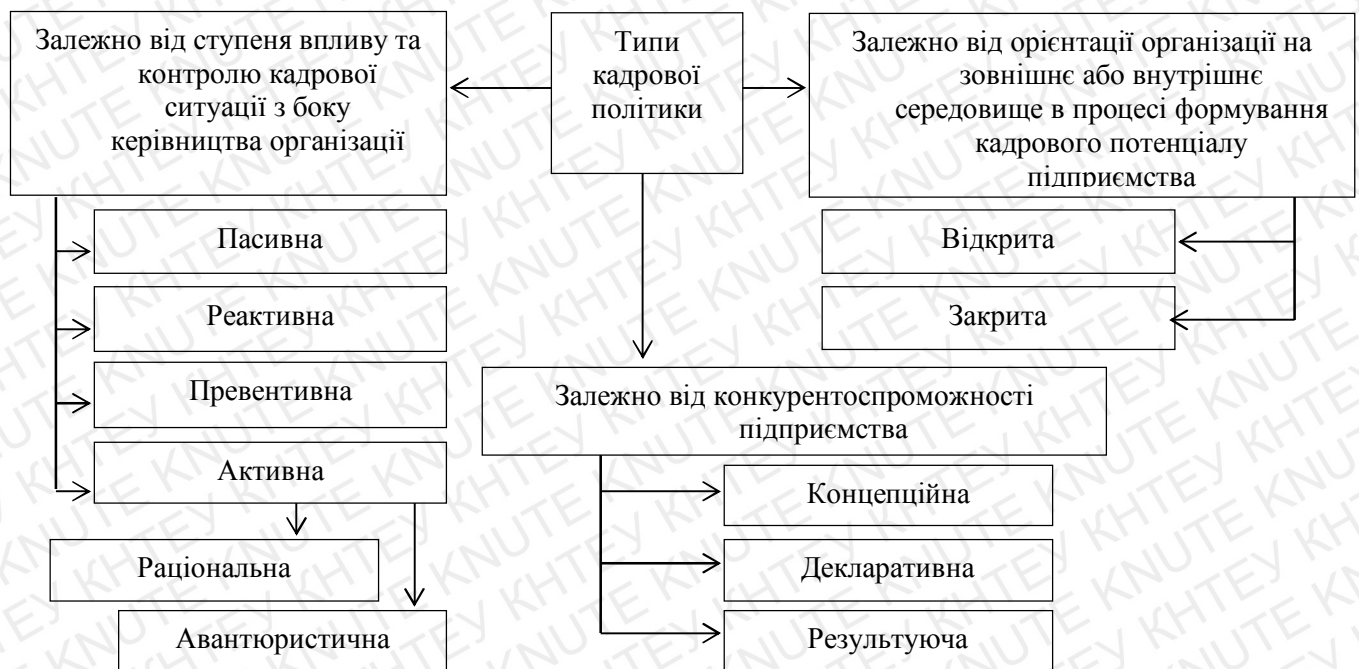 Залежно від ступеня впливу та
контролю кадрової
ситуації з боку
керівництва організації
Типи
кадрової
політики
Залежно від орієнтації організації на
зовнішнє або внутрішнє
середовище в процесі формування
кадрового потенціалу
підприємства
Пасивна
Реактивна
Превентивна
Активна
Раціональна
Авантюристична
Відкрита
Закрита
Залежно від конкурентоспроможності
підприємства
Концепційна
Декларативна
Результуюча